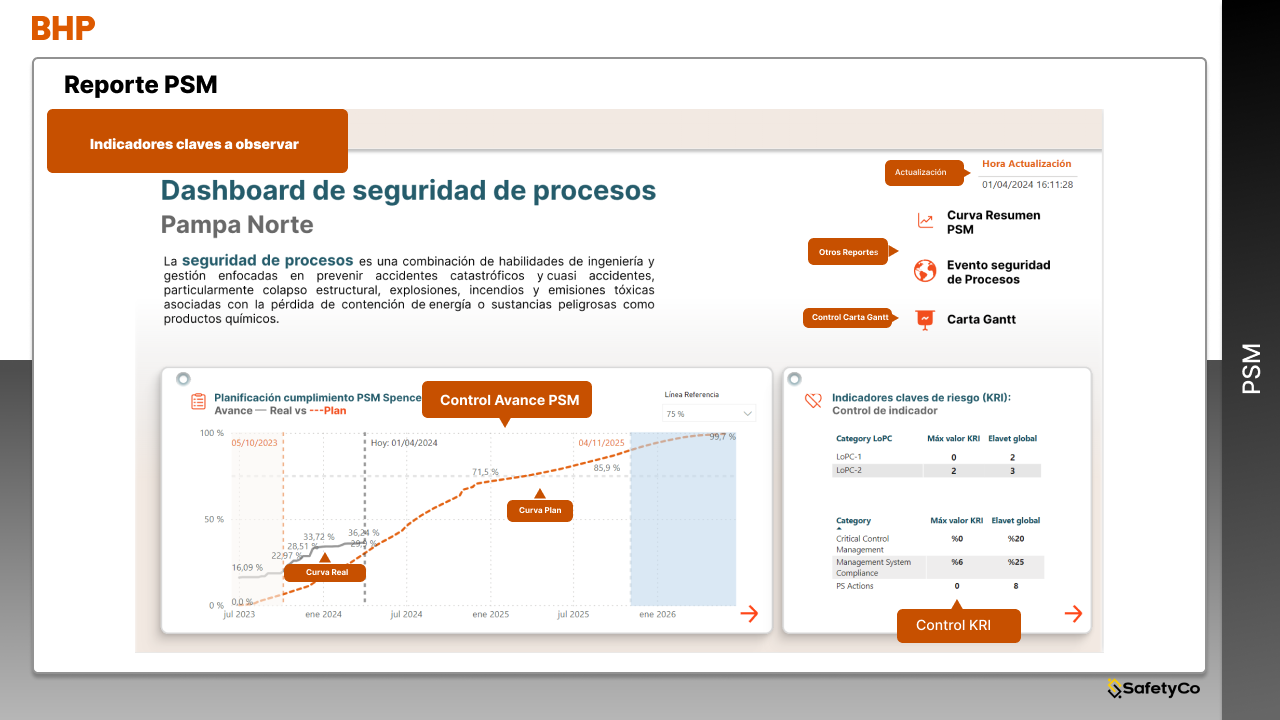 BHP
Reporte PSM
Indicadores claves a observar
Dashboard de seguridad de procesos
Pampa Norte
La seguridad de procesos es una combinación de habilidades de ingeniería y
gestión enfocadas en prevenir accidentes catastróficos y cuasi accidentes,
particularmente colapso estructural, explosiones, incendios y emisiones tóxicas
asociadas con la pérdida de contención de energía o sustancias peligrosas como
productos químicos.
Actualización
Hora Actualización
01/04/2024 16:11:28
Curva Resumen
PSM
Otros Reportes
Evento seguridad
de Procesos
Control Carta Gantt
Carta Gantt
Planificación cumplimiento PSM Spence
Avance — Real vs ---Plan
Control Avance PSM
Línea Referencia
75 %
100 %
50 %
0 %
05/10/2023
Hoy: 01/04/2024
04/11/2025
99,7 %
71,5 %
85,9 %
Curva Plan
36,24 %
33,72 %
28,51 %
22,97 %
16,09 %
0,0 %
Curva Real
jul 2023
ene 2024
jul 2024
ene 2025
jul 2025
ene 2026
Indicadores claves de riesgo (KRI):
Control de indicador
Category LoPC Máx valor KRI Elavet global
LoPC-1 0 2
LoPC-2 2 3
Category Máx valor KRI Elavet global
Critical Control
Management %0 %20
Management System
Compliance %6 %25
PS Actions 0 8
Control KRI
PSM
SafetyCo